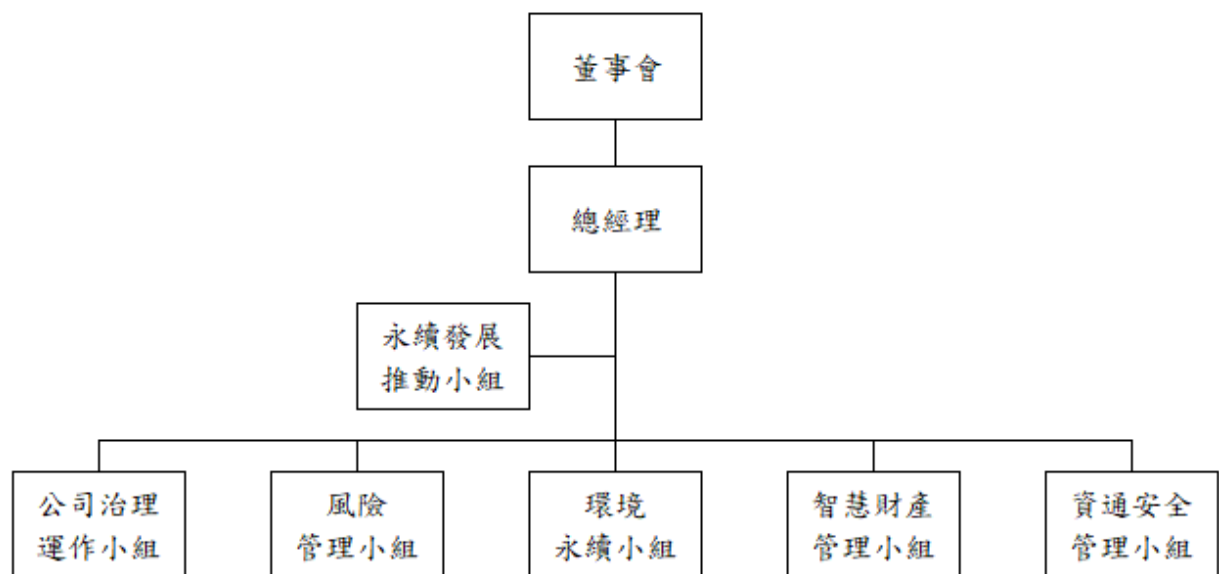 董事會
總經理
永續發展
推動小組
公司治理
運作小組
風險
管理小組
環境
永續小組
智慧財產
管理小組
資通安全
管理小組